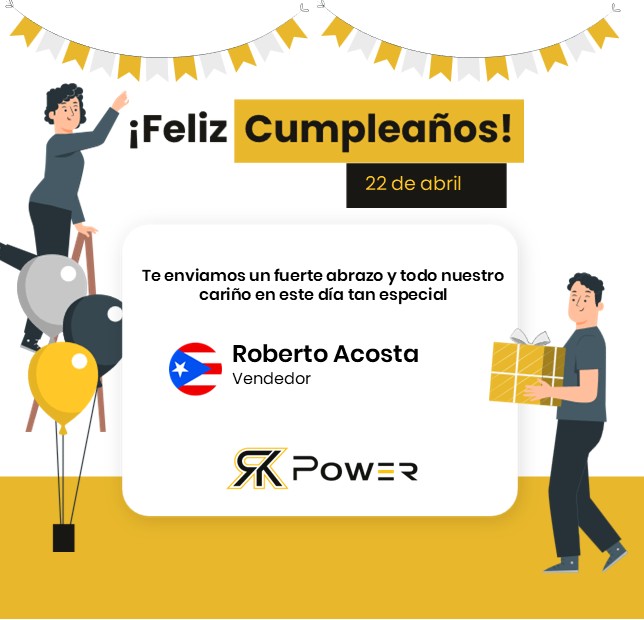 ¡Feliz Cumpleaños!
22 de abril
Te enviamos un fuerte abrazo y todo nuestro
cariño en este día tan especial
Roberto Acosta
Vendedor
RK POWER